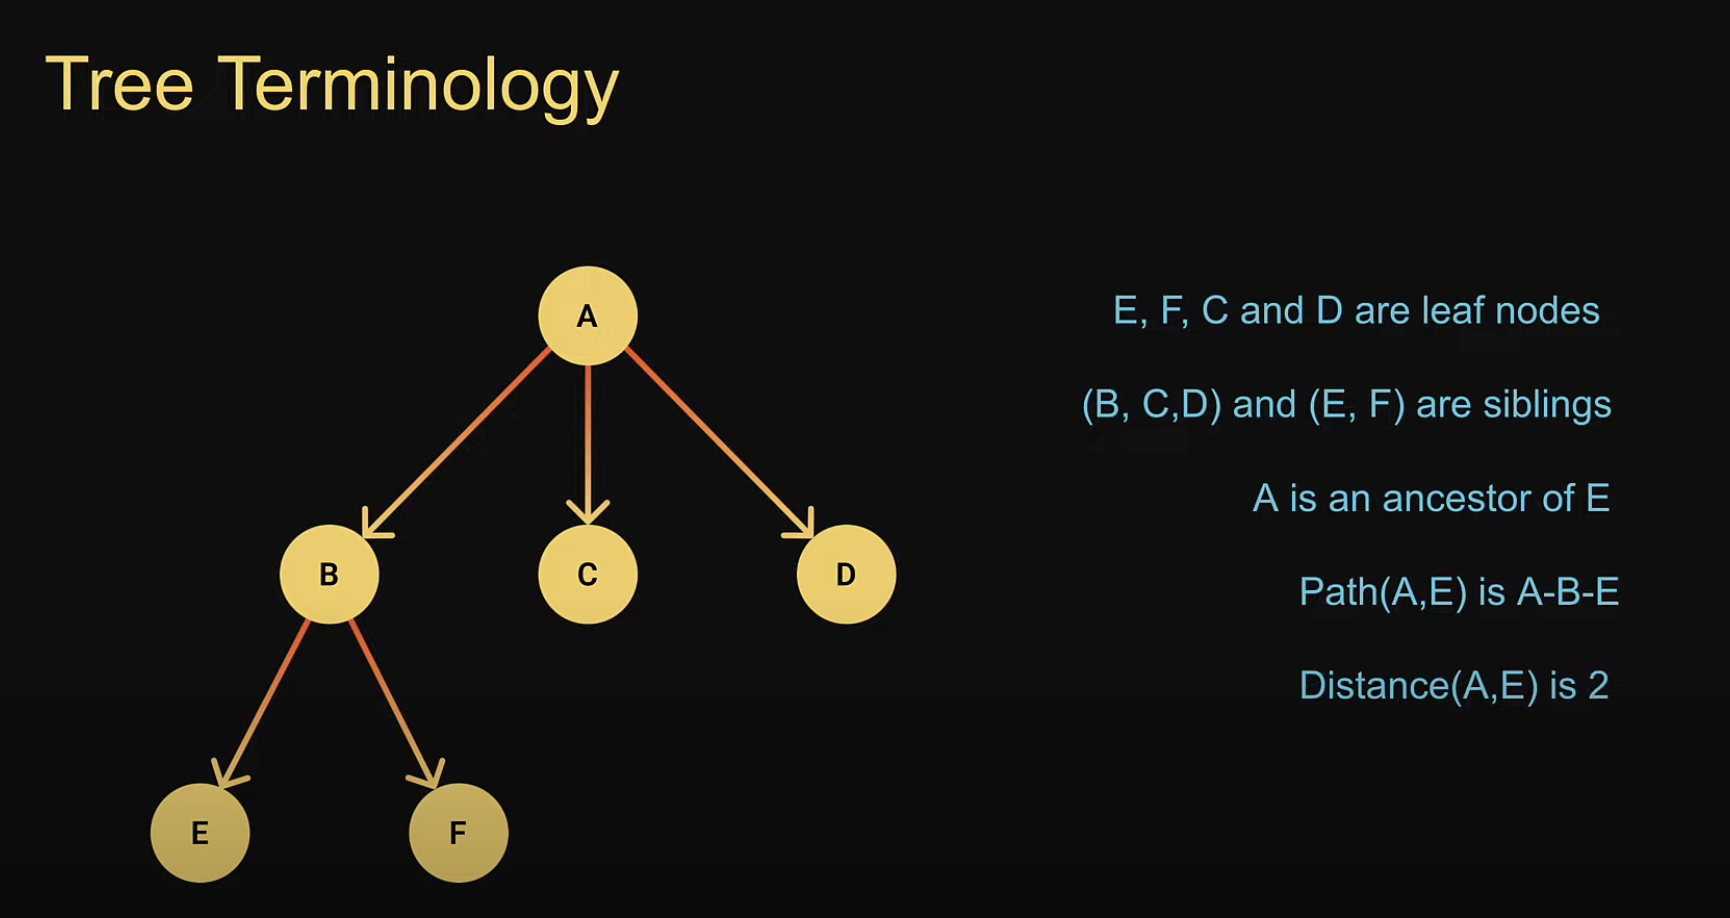 Tree Terminology
A
B
C
D
E
F
E, F, C and D are leaf nodes
(B, C,D) and (E, F) are siblings
A is an ancestor of E
Path(A,E) is A-B-E
Distance(A,E) is 2